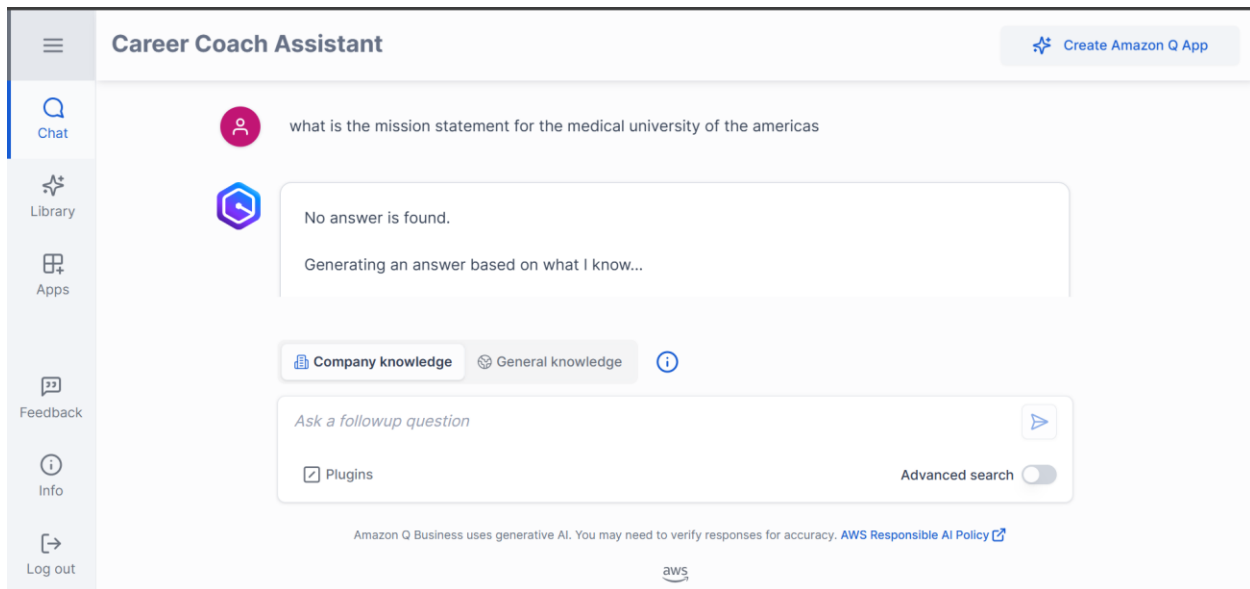 Career Coach Assistant
Create Amazon Q App
Chat
what is the mission statement for the medical university of the americas
Library
No answer is found.
Generating an answer based on what I know...
Apps
Company knowledge
General knowledge
Feedback
Ask a followup question
Plugins
Advanced search
Info
Amazon Q Business uses generative AI. You may need to verify responses for accuracy. AWS Responsible AI Policy
Log out
aws